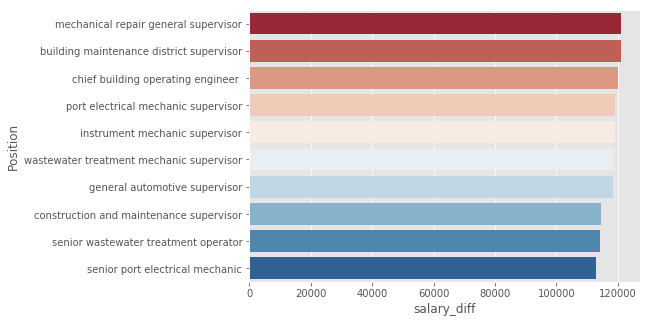 mechanical repair general supervisor
building maintenance district supervisor
chief building operating engineer
port electrical mechanic supervisor
instrument mechanic supervisor
wastewater treatment mechanic supervisor
general automotive supervisor
construction and maintenance supervisor
senior wastewater treatment operator
senior port electrical mechanic
Position
0 20000 40000 60000 80000 100000 120000
salary_diff